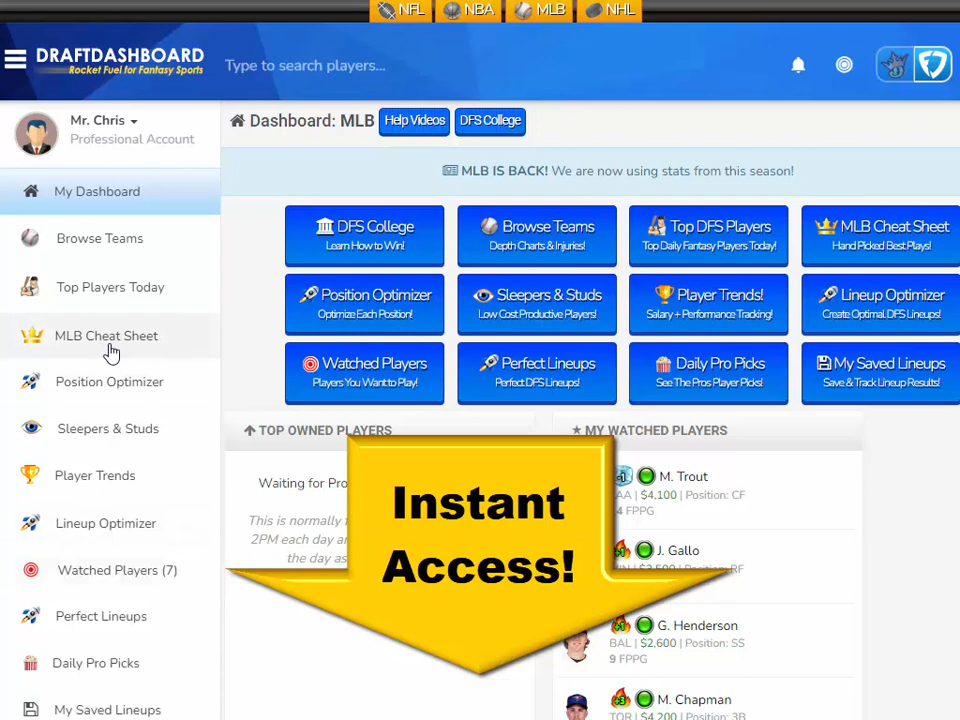 NFL NBA MLB NHL
DRAFTDASHBOARD
Rocket Fuel for Fantasy Sports
Type to search players...
Mr. Chris
Professional Account
My Dashboard
Browse Teams
Top Players Today
MLB Cheat Sheet
Position Optimizer
Sleepers & Studs
Player Trends
Lineup Optimizer
Watched Players (7)
Perfect Lineups
Daily Pro Picks
My Saved Lineups
Dashboard: MLB Help Videos DFS College
MLB IS BACK! We are now using stats from this season!
DFS College
Learn How to Win!
Browse Teams
Depth Charts & Injuries!
Top DFS Players
Top Daily Fantasy Players Today!
MLB Cheat Sheet
Hand Picked Best Plays!
Position Optimizer
Optimize Each Position!
Sleepers & Studs
Low Cost Productive Players!
Player Trends!
Salary + Performance Tracking!
Lineup Optimizer
Create Optimal DFS Lineups!
Watched Players
Players You Want to Play!
Perfect Lineups
Perfect DFS Lineups!
Daily Pro Picks
See The Pros Player Picks!
My Saved Lineups
Save & Track Lineup Results!
TOP OWNED PLAYERS
Waiting for Pro
This is normally
2PM each day
the day as
Instant
Access!
MY WATCHED PLAYERS
M. Trout
| $4,100 | Position: CF
FPPG
+1 J. Gallo
RF
+1 G. Henderson
BAL | $2,600 | Position: SS
9 FPPG
+3 M. Chapman
TOR | $4,200 | Position: 3B